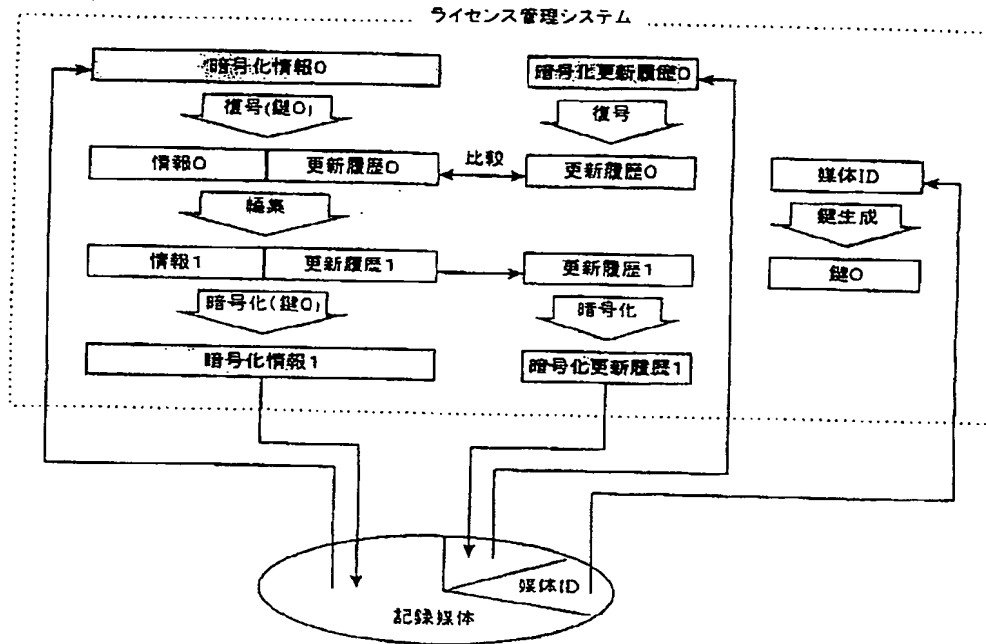 ライセンス管理システム
暗号化情報0
暗号化更新履歴0
復号(鍵0)
復号
情報0
更新履歴0
比較
更新履歴0
媒体ID
編集
鍵生成
情報1
更新履歴1
更新履歴1
鍵0
暗号化(鍵0)
暗号化
暗号化情報1
暗号化更新履歴1
媒体ID
記録媒体